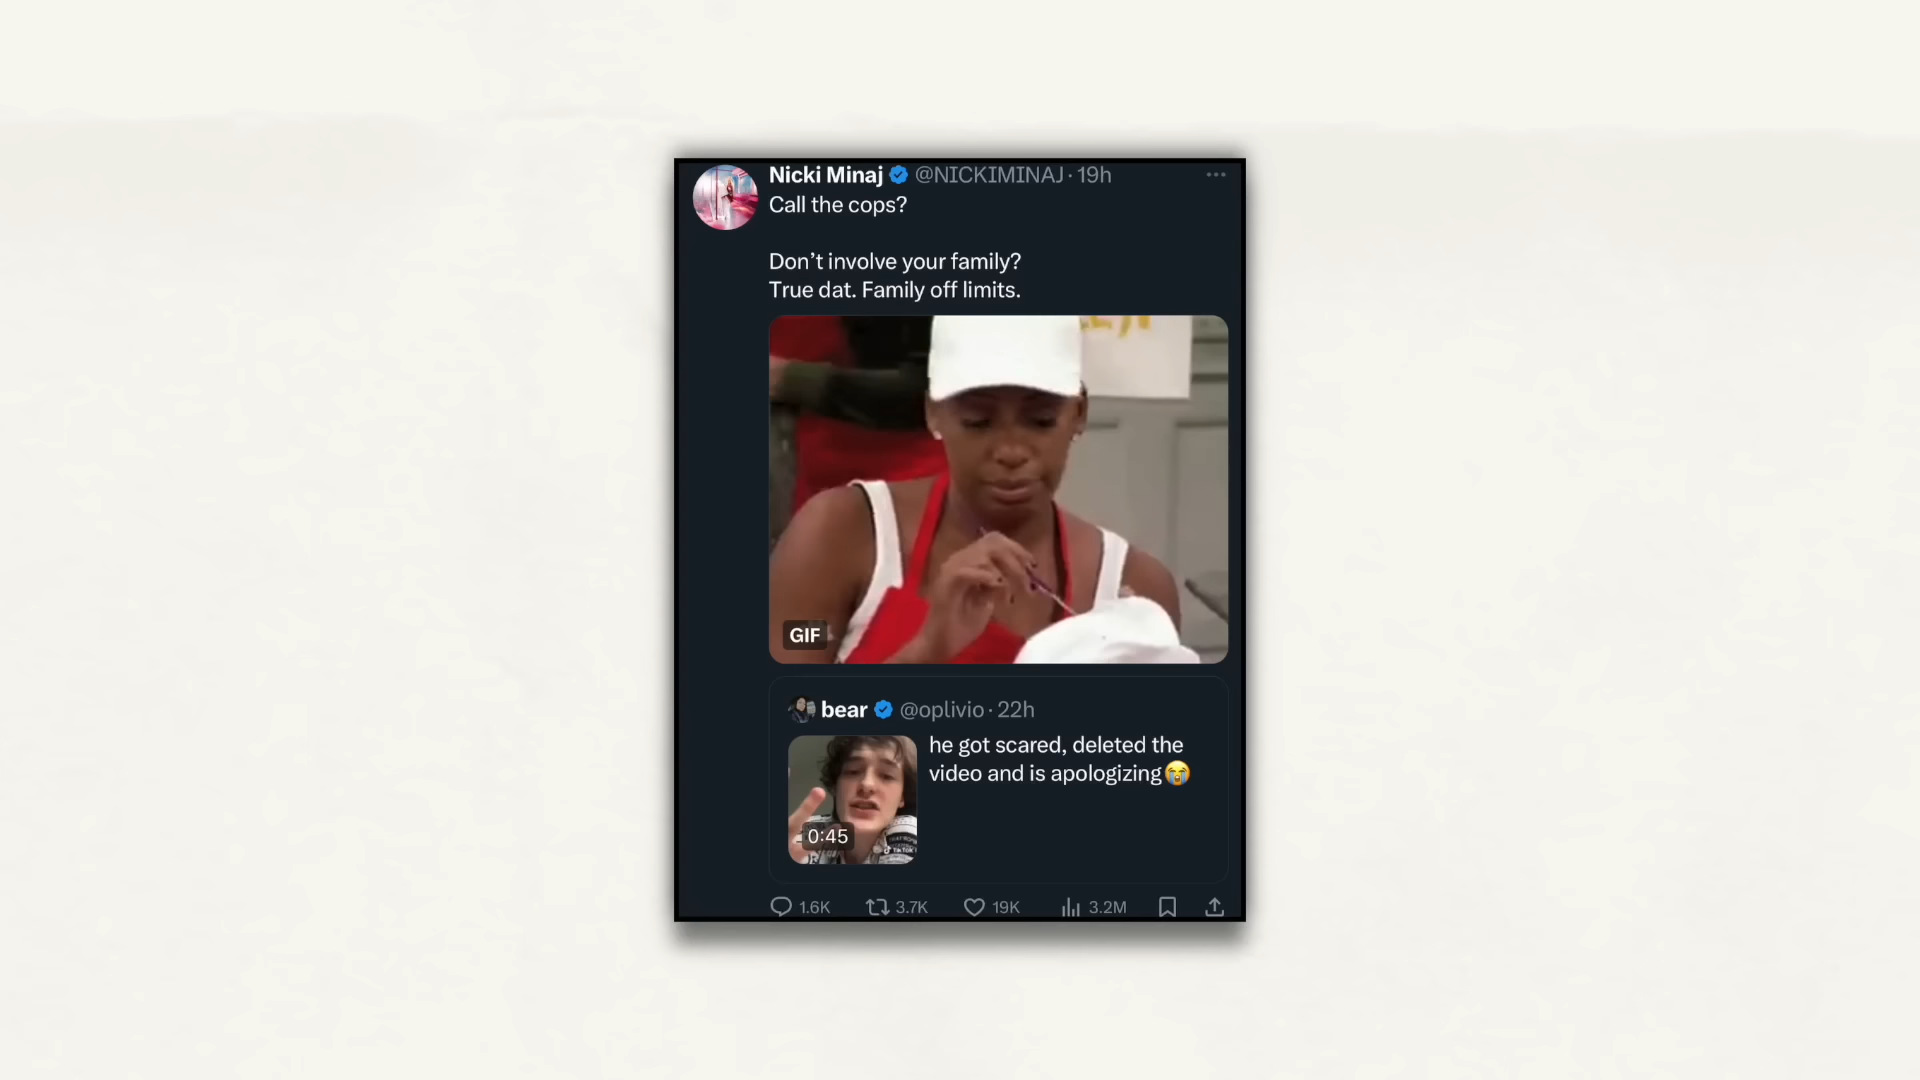 Nicki Minaj @NICKIMINAJ · 19h
Call the cops?
Don’t involve your family?
True dat. Family off limits.
GIF
bear @oplivio · 22h
he got scared, deleted the
video and is apologizing😭
0:45
TikTok
1.6K 3.7K 19K 3.2M